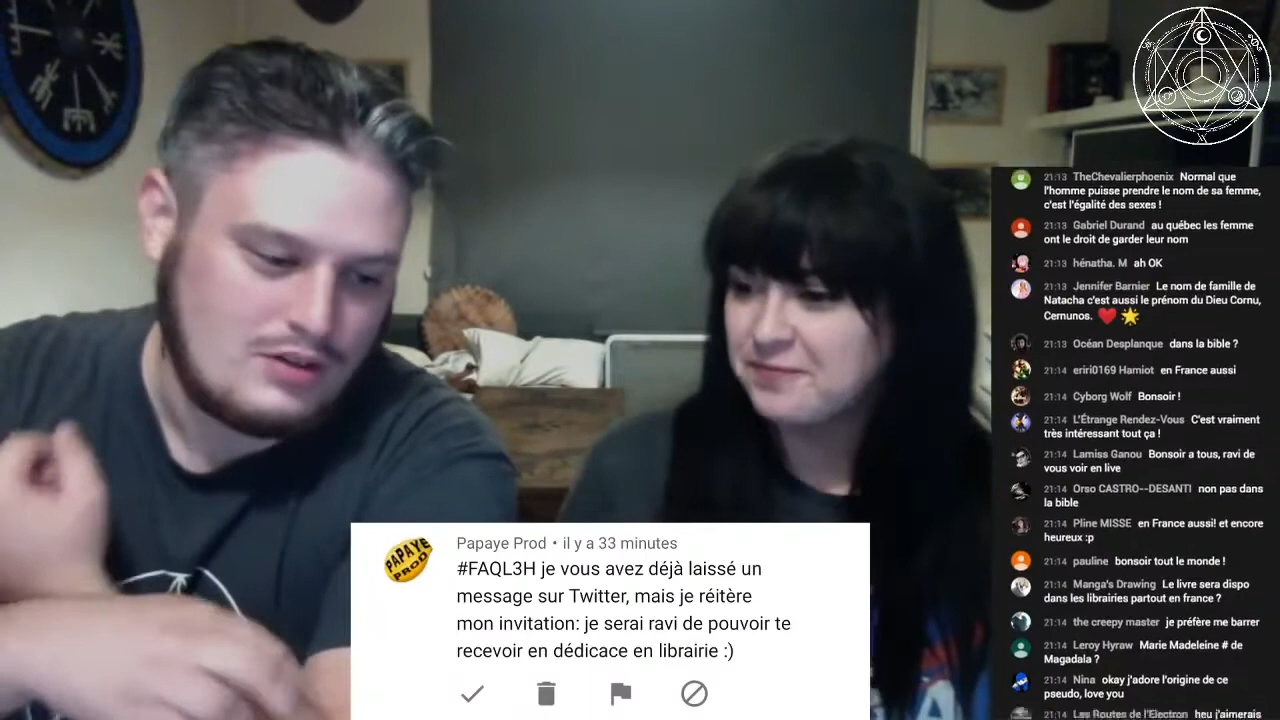 PAPAYE
PROD
Papaye Prod • il y a 33 minutes
#FAQL3H je vous avez déjà laissé un
message sur Twitter, mais je réitère
mon invitation: je serai ravi de pouvoir te
recevoir en dédicace en librairie :)
21:13 TheChevalierphoenix Normal que
l'homme puisse prendre le nom de sa femme,
c'est l'égalité des sexes !
21:13 Gabriel Durand au québec les femme
ont le droit de garder leur nom
21:13 hénatha. M ah OK
21:13 Jennifer Barnier Le nom de famille de
Natacha c'est aussi le prénom du Dieu Cornu,
Cernunos. ❤️ 🌟
21:13 Océan Desplanque dans la bible ?
21:14 eriri0169 Hamiot en France aussi
21:14 Cyborg Wolf Bonsoir !
21:14 L'Étrange Rendez-Vous C'est vraiment
très intéressant tout ça !
21:14 Lamiss Ganou Bonsoir a tous, ravi de
vous voir en live
21:14 Orso CASTRO--DESANTI non pas dans
la bible
21:14 Pline MISSE en France aussi! et encore
heureux :p
21:14 pauline bonsoir tout le monde !
21:14 Manga's Drawing Le livre sera dispo
dans les librairies partout en france ?
21:14 the creepy master je préfère me barrer
21:14 Leroy Hyraw Marie Madeleine # de
Magadala ?
21:14 Nina okay j'adore l'origine de ce
pseudo, love you
21:14 Les Routes de l'Electron heu j'aimerais